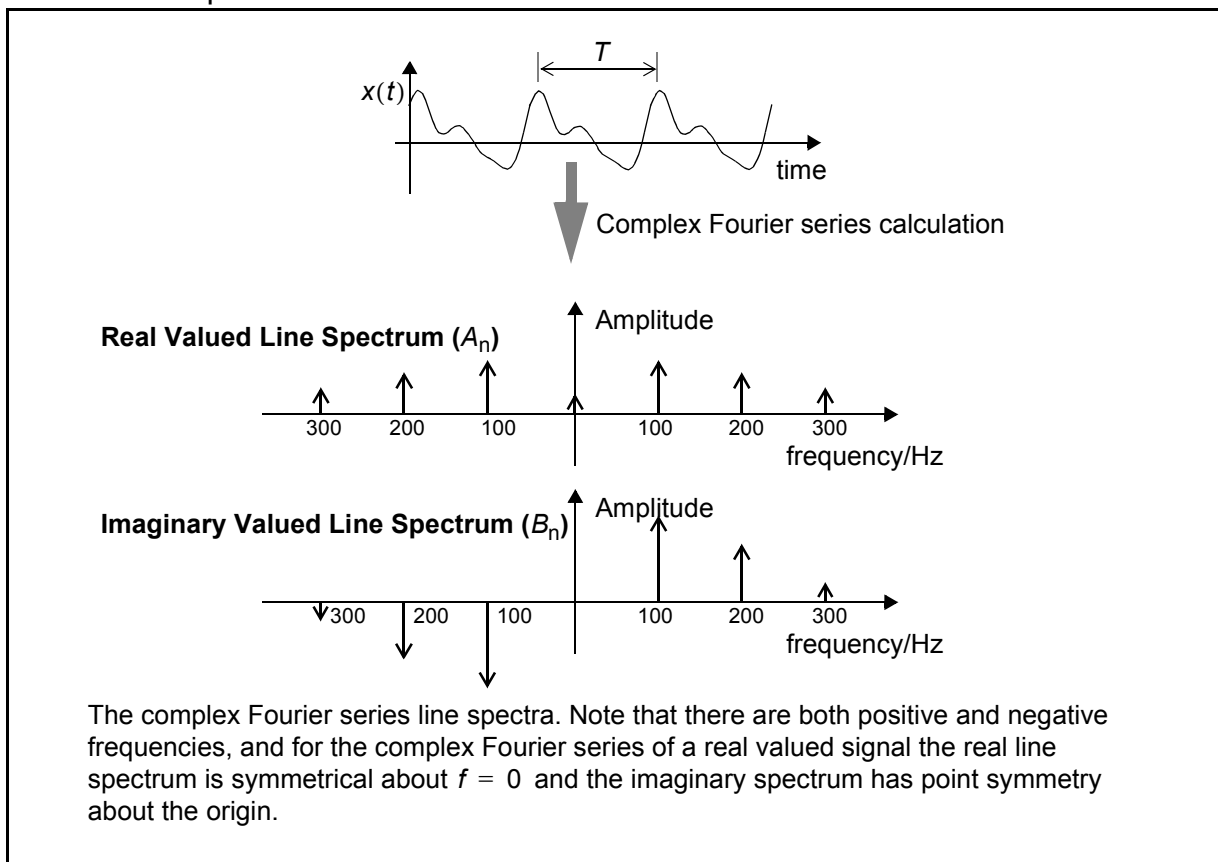 T
x(t)
time
Complex Fourier series calculation
Amplitude
Real Valued Line Spectrum (An)
300 200 100 100 200 300
frequency/Hz
Amplitude
Imaginary Valued Line Spectrum (Bn)
300 200 100 100 200 300
frequency/Hz
The complex Fourier series line spectra. Note that there are both positive and negative
frequencies, and for the complex Fourier series of a real valued signal the real line
spectrum is symmetrical about f = 0 and the imaginary spectrum has point symmetry
about the origin.